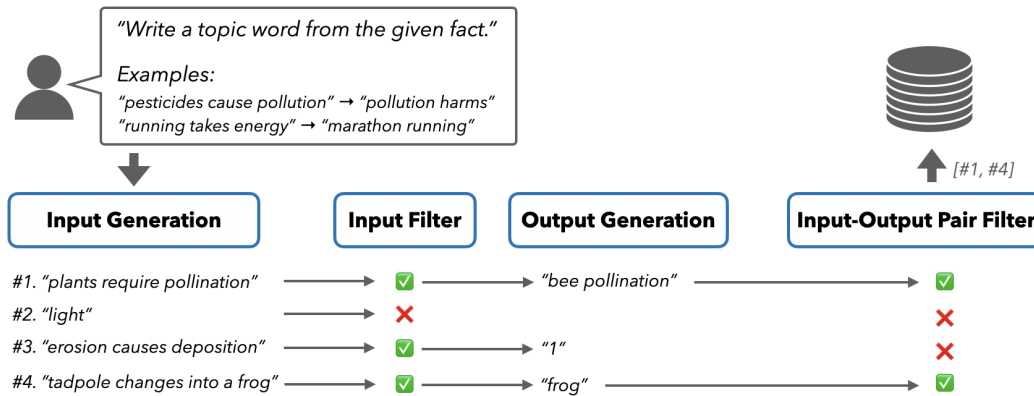 “Write a topic word from the given fact.”
Examples:
“pesticides cause pollution” → “pollution harms”
“running takes energy” → “marathon running”
[#1, #4]
Input Generation
Input Filter
Output Generation
Input-Output Pair Filter
#1. “plants require pollination”
“bee pollination”
#2. “light”
#3. “erosion causes deposition”
“1”
#4. “tadpole changes into a frog”
“frog”